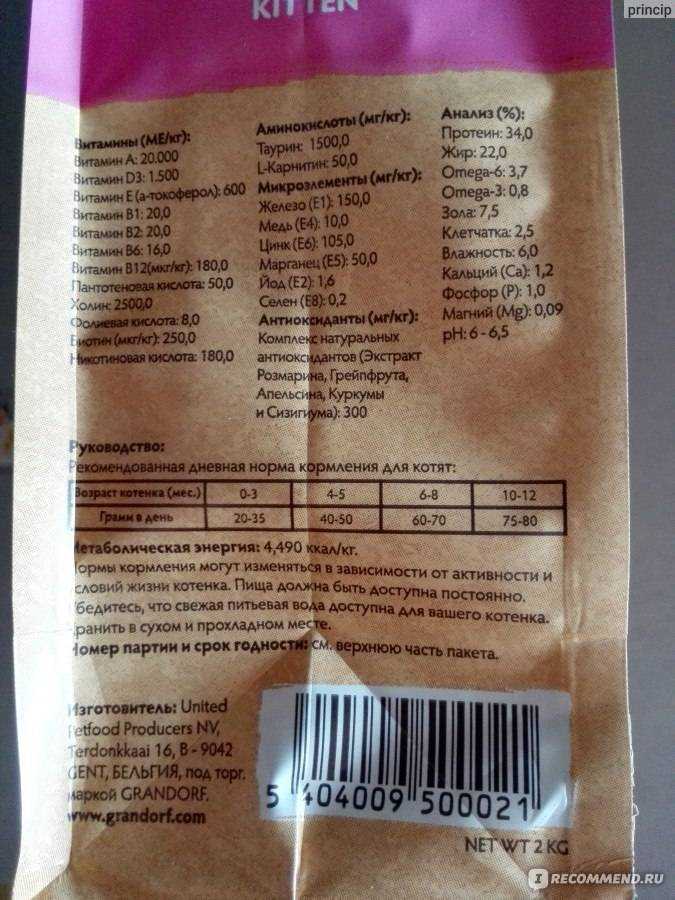 princip
KITTEN
Витамины (МЕ/кг):
Витамин А: 20.000
Витамин D3: 1.500
Витамин Е (а-токоферол): 600
Витамин В1: 20,0
Витамин В2: 20,0
Витамин В6: 16,0
Витамин В12(мкг/кг): 180,0
Пантотеновая кислота: 50,0
Холин: 2500,0
Фолиевая кислота: 8,0
Биотин (мкг/кг): 250,0
Никотиновая кислота: 180,0
Аминокислоты (мг/кг):
Таурин: 1500,0
L-Карнитин: 50,0
Микроэлементы (мг/кг):
Железо (Е1): 150,0
Медь (Е4): 10,0
Цинк (Е6): 105,0
Марганец (Е5): 50,0
Йод (Е2): 1,6
Селен (Е8): 0,2
Антиоксиданты (мг/кг):
Комплекс натуральных
антиоксидантов (Экстракт
Розмарина, Грейпфрута,
Апельсина, Куркумы
и Сизигиума): 300
Анализ (%):
Протеин: 34,0
Жир: 22,0
Omega-6: 3,7
Omega-3: 0,8
Зола: 7,5
Клетчатка: 2,5
Влажность: 6,0
Кальций (Ca): 1,2
Фосфор (P): 1,0
Магний (Mg): 0,09
pH: 6 - 6,5
Руководство:
Рекомендованная дневная норма кормления для котят:
Возраст котенка (мес.) 0-3 4-5 6-8 10-12
Грамм в день 20-35 40-50 60-70 75-80
Метаболическая энергия: 4,490 ккал/кг.
Нормы кормления могут изменяться в зависимости от активности и
условий жизни котенка. Пища должна быть доступна постоянно.
Убедитесь, что свежая питьевая вода доступна для вашего котенка.
Хранить в сухом и прохладном месте.
Номер партии и срок годности: см. верхнюю часть пакета.
Изготовитель: United
Petfood Producers NV,
Terdonkkaai 16, B - 9042
GENT, БЕЛЬГИЯ, под торг.
маркой GRANDORF.
www.grandorf.com
5 404009 500021
NET WT 2 KG
IRECOMMEND.RU